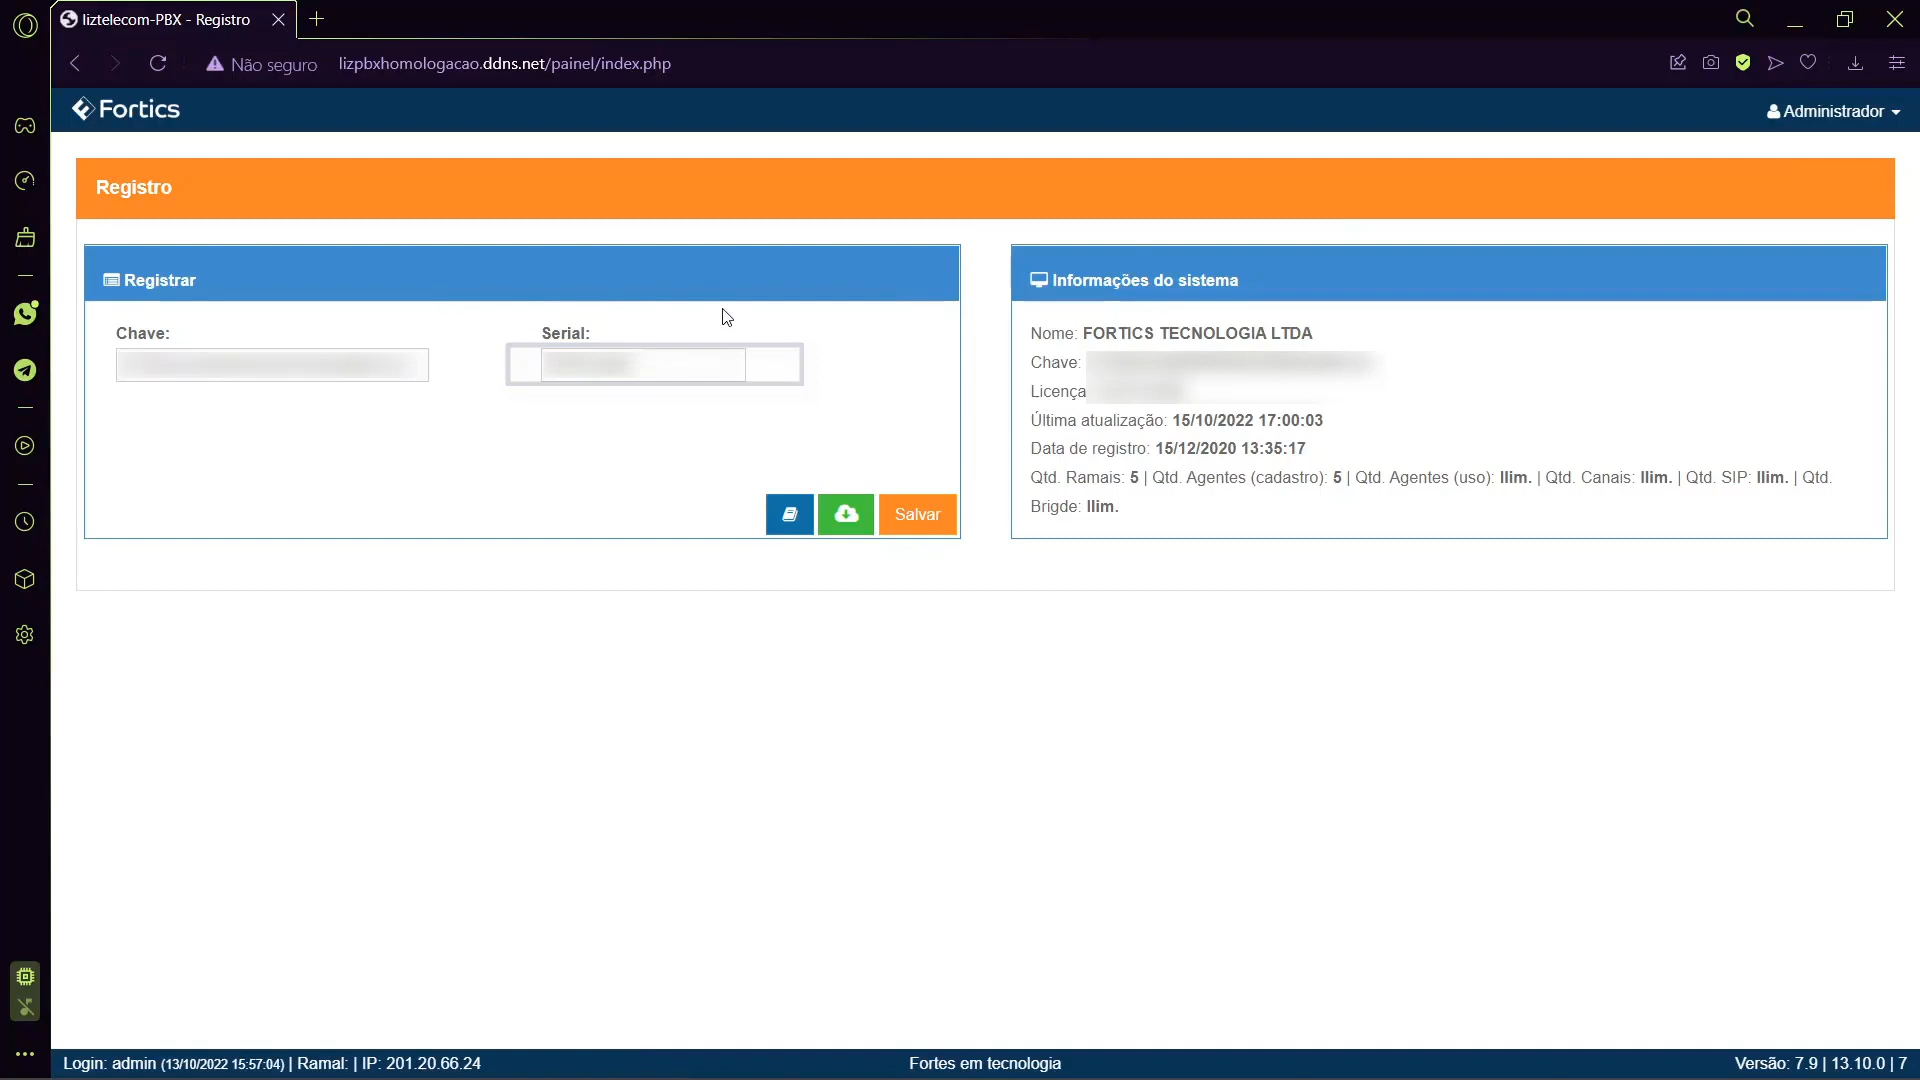 liztelecom-PBX - Registro
Não seguro lizpbxhomologacao.ddns.net/painel/index.php
Fortics
Administrador
Registro
Registrar
Chave:
Serial:
Salvar
Informações do sistema
Nome: FORTICS TECNOLOGIA LTDA
Chave:
Licença
Última atualização: 15/10/2022 17:00:03
Data de registro: 15/12/2020 13:35:17
Qtd. Ramais: 5 | Qtd. Agentes (cadastro): 5 | Qtd. Agentes (uso): Ilim. | Qtd. Canais: Ilim. | Qtd. SIP: Ilim. | Qtd.
Brigde: Ilim.
Login: admin (13/10/2022 15:57:04) | Ramal: | IP: 201.20.66.24
Fortes em tecnologia
Versão: 7.9 | 13.10.0 | 7